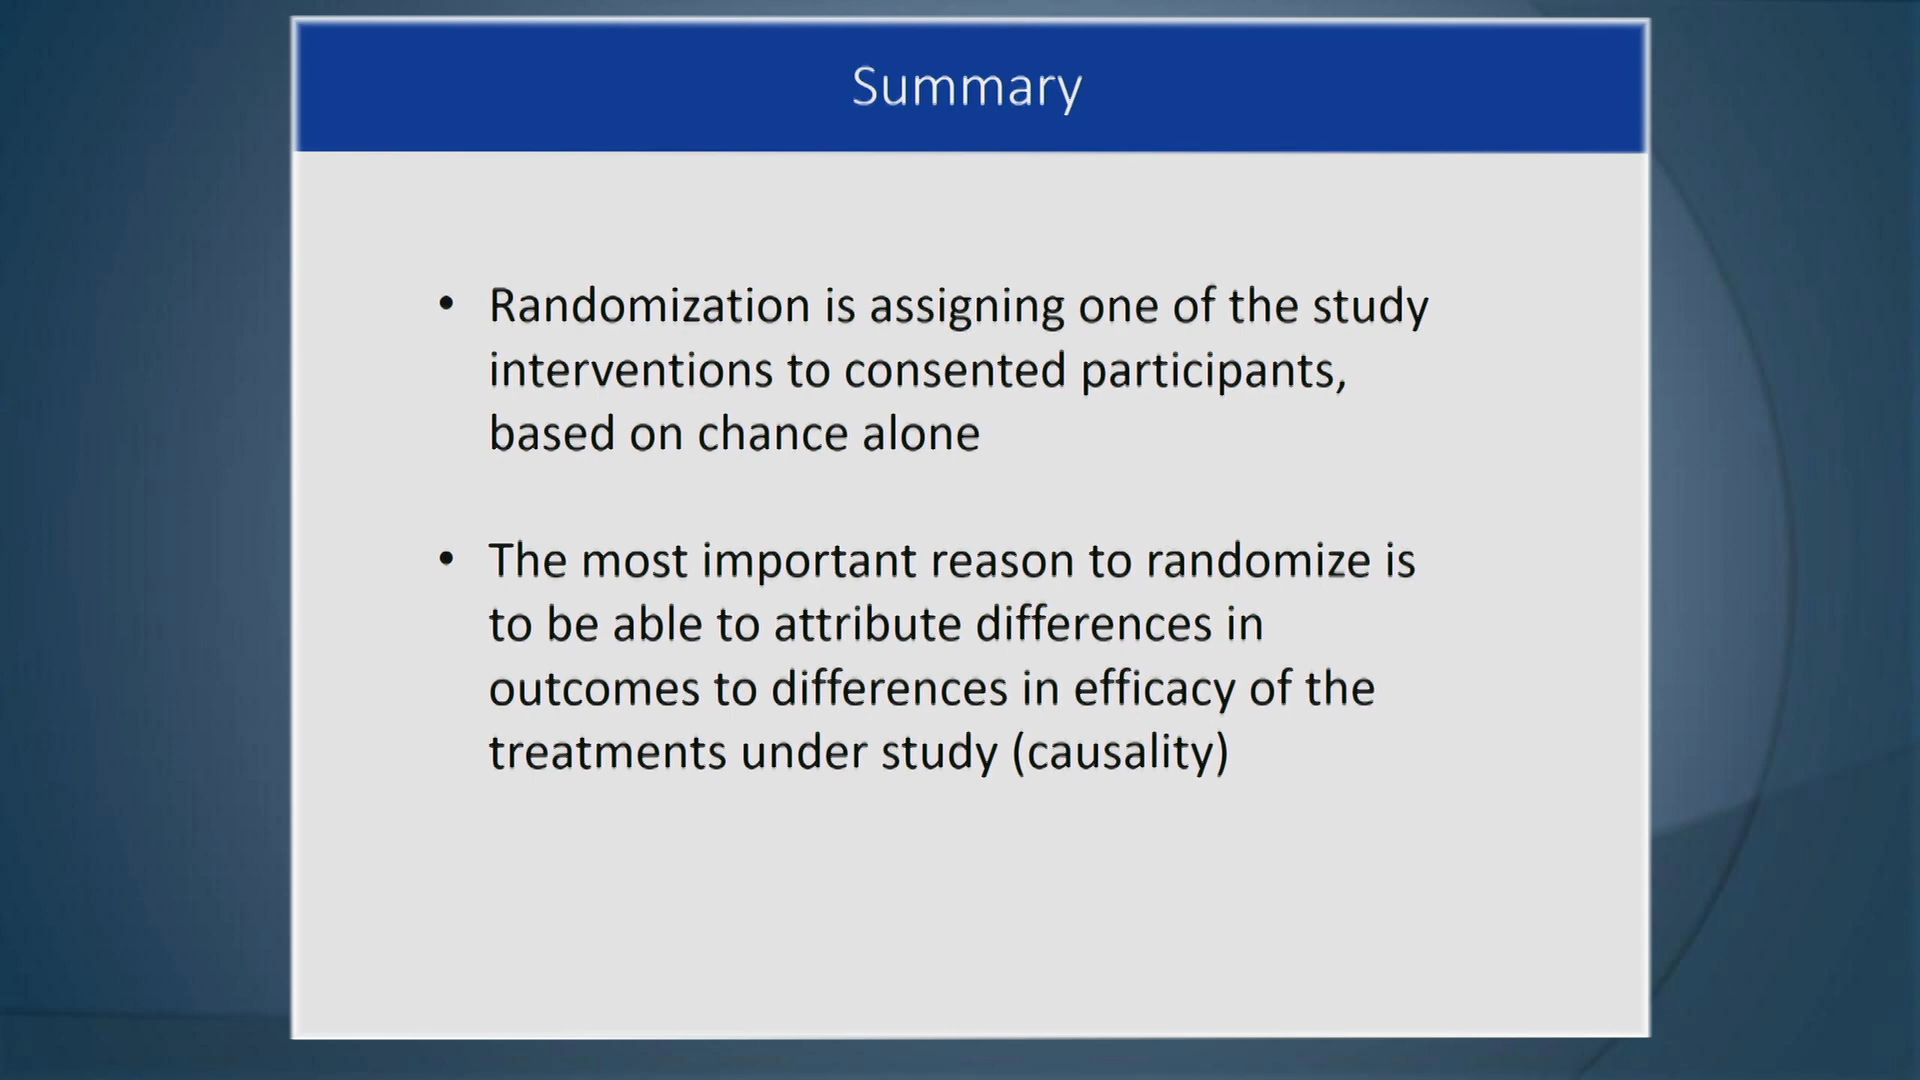 Summary
• Randomization is assigning one of the study
interventions to consented participants,
based on chance alone
• The most important reason to randomize is
to be able to attribute differences in
outcomes to differences in efficacy of the
treatments under study (causality)